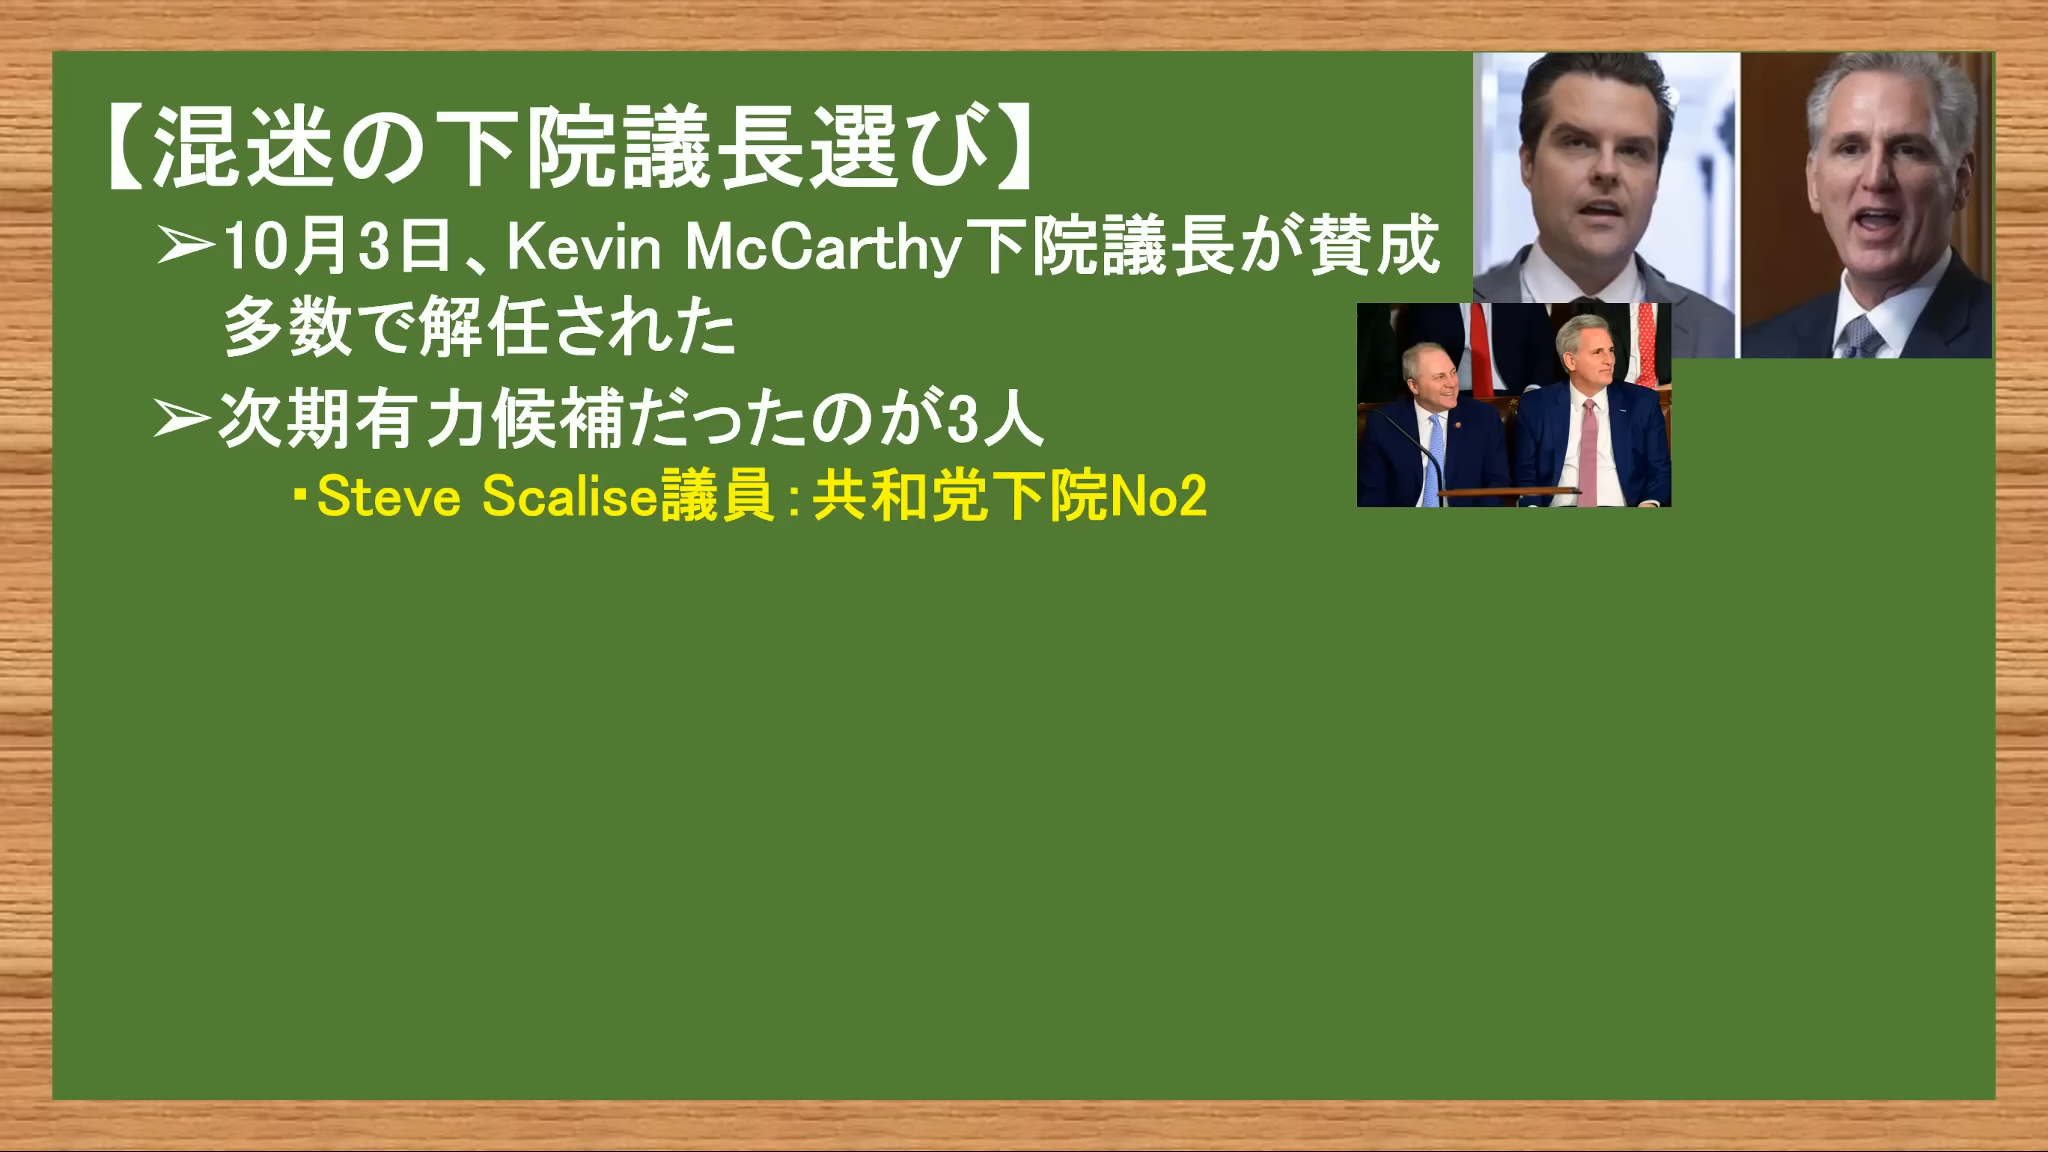 【混迷の下院議長選び】
➢10月3日、Kevin McCarthy下院議長が賛成
多数で解任された
➢次期有力候補だったのが3人
・Steve Scalise議員：共和党下院No2